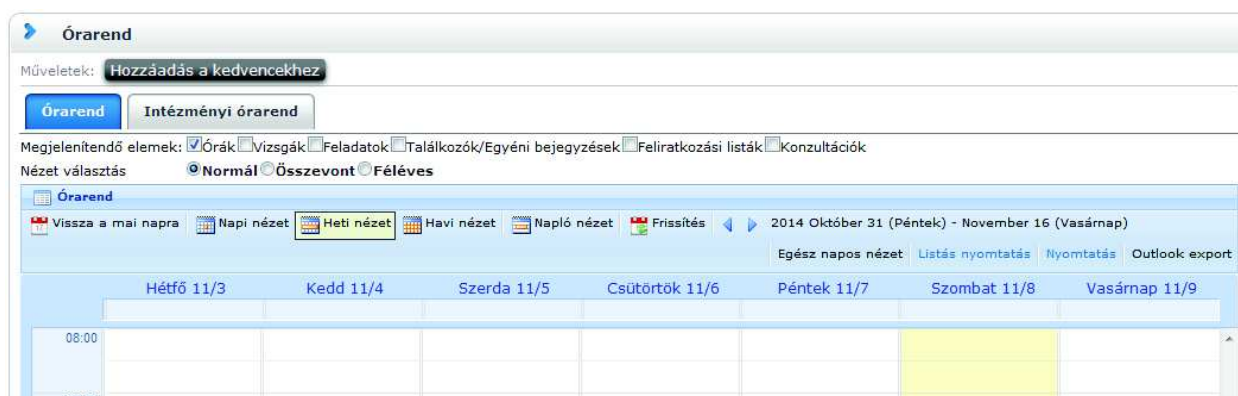 Órarend
Műveletek: Hozzáadás a kedvencekhez
Órarend Intézményi órarend
Megjelenítendő elemek: Órák Vizsgák Feladatok Találkozók/Egyéni bejegyzések Feliratkozási listák Konzultációk
Nézet választás Normál Összevont Féléves
Órarend
Vissza a mai napra Napi nézet Heti nézet Havi nézet Napló nézet Frissítés 2014 Október 31 (Péntek) - November 16 (Vasárnap)
Egész napos nézet Listás nyomtatás Nyomtatás Outlook export
Hétfő 11/3 Kedd 11/4 Szerda 11/5 Csütörtök 11/6 Péntek 11/7 Szombat 11/8 Vasárnap 11/9
08:00